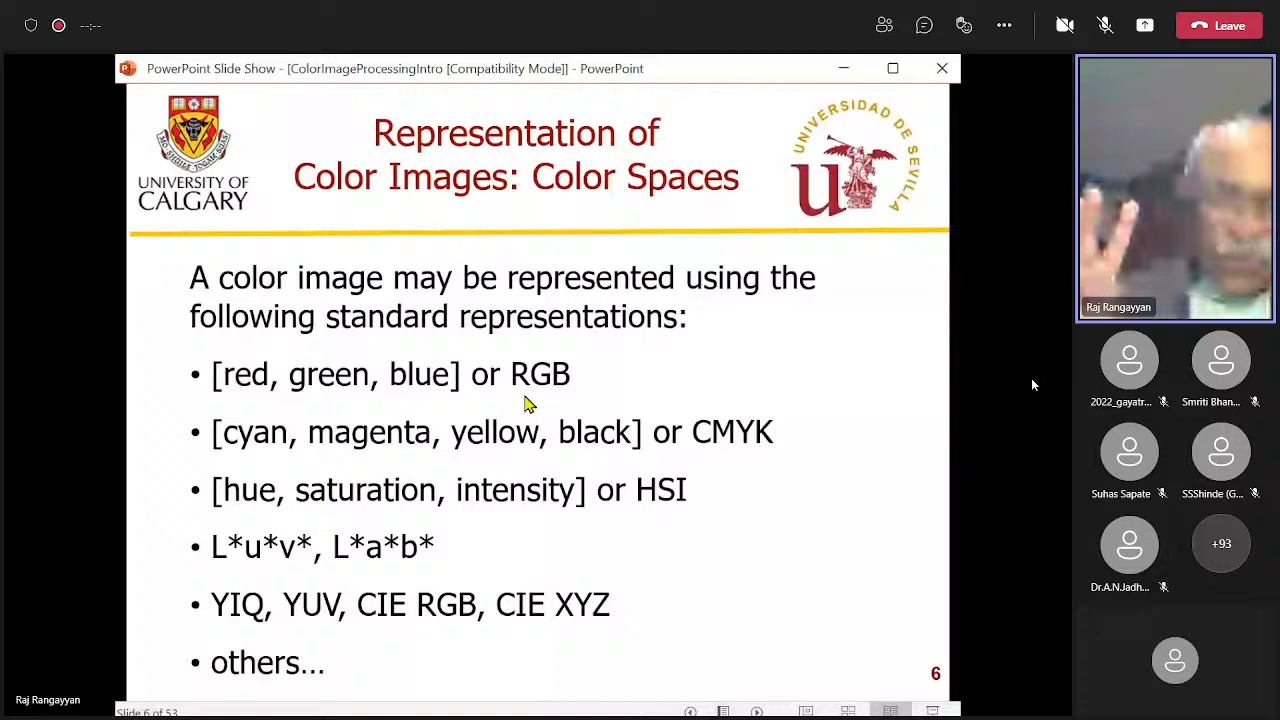 --:--
Leave
PowerPoint Slide Show - [ColorImageProcessingIntro [Compatibility Mode]] - PowerPoint
UNIVERSITY OF
CALGARY
Representation of
Color Images: Color Spaces
UNIVERSIDAD DE SEVILLA
A color image may be represented using the
following standard representations:
• [red, green, blue] or RGB
• [cyan, magenta, yellow, black] or CMYK
• [hue, saturation, intensity] or HSI
• L*u*v*, L*a*b*
• YIQ, YUV, CIE RGB, CIE XYZ
• others…
6
Slide 6 of 53
Raj Rangayyan
Raj Rangayyan
2022_gayatr...
Smriti Bhan...
Suhas Sapate
SSShinde (G...
Dr.A.N.Jadh...
+93